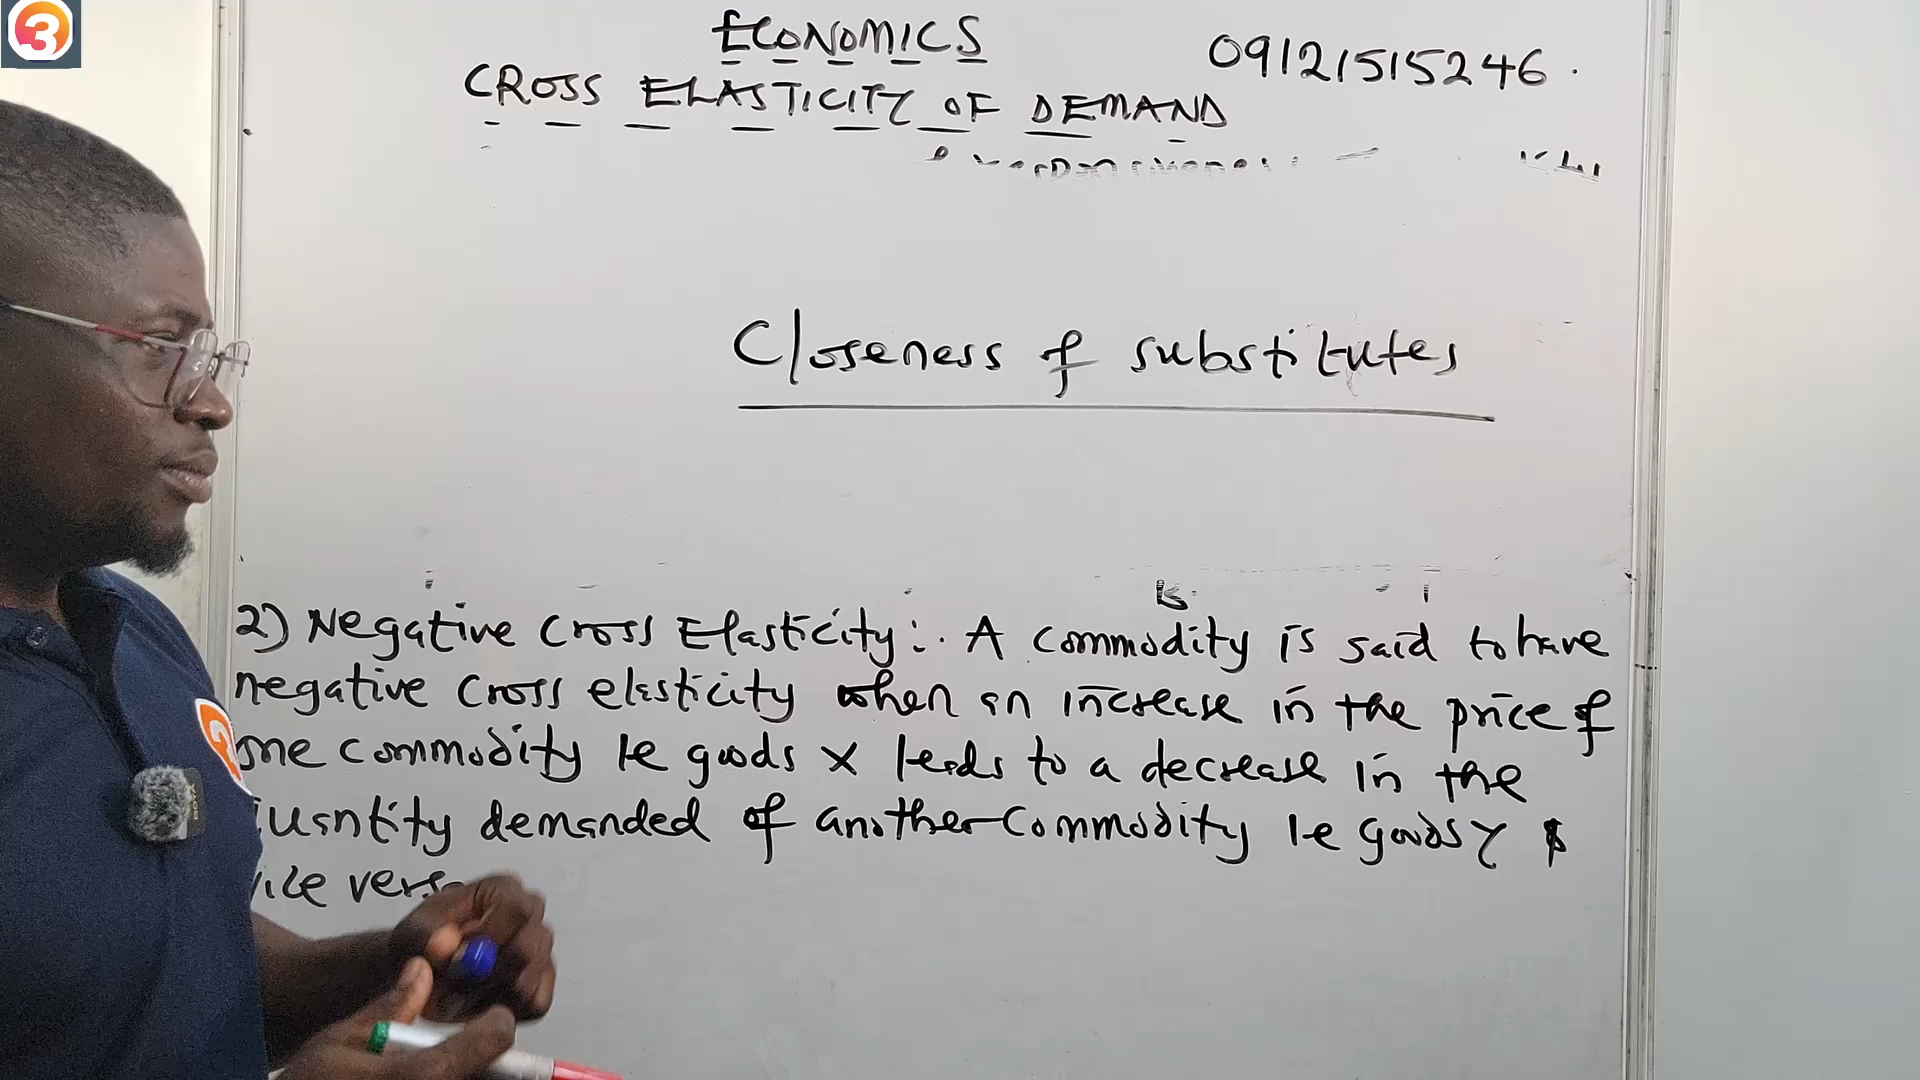 3
ECONOMICS
09121515246.
CROSS ELASTICITY OF DEMAND
Closeness of substitutes
2) Negative Cross Elasticity:. A Commodity is said to have
negative Cross elasticity when an increase in the price of
one Commodity ie goods X leads to a decrease in the
quantity demanded of another Commodity ie goods Y &
vice versa